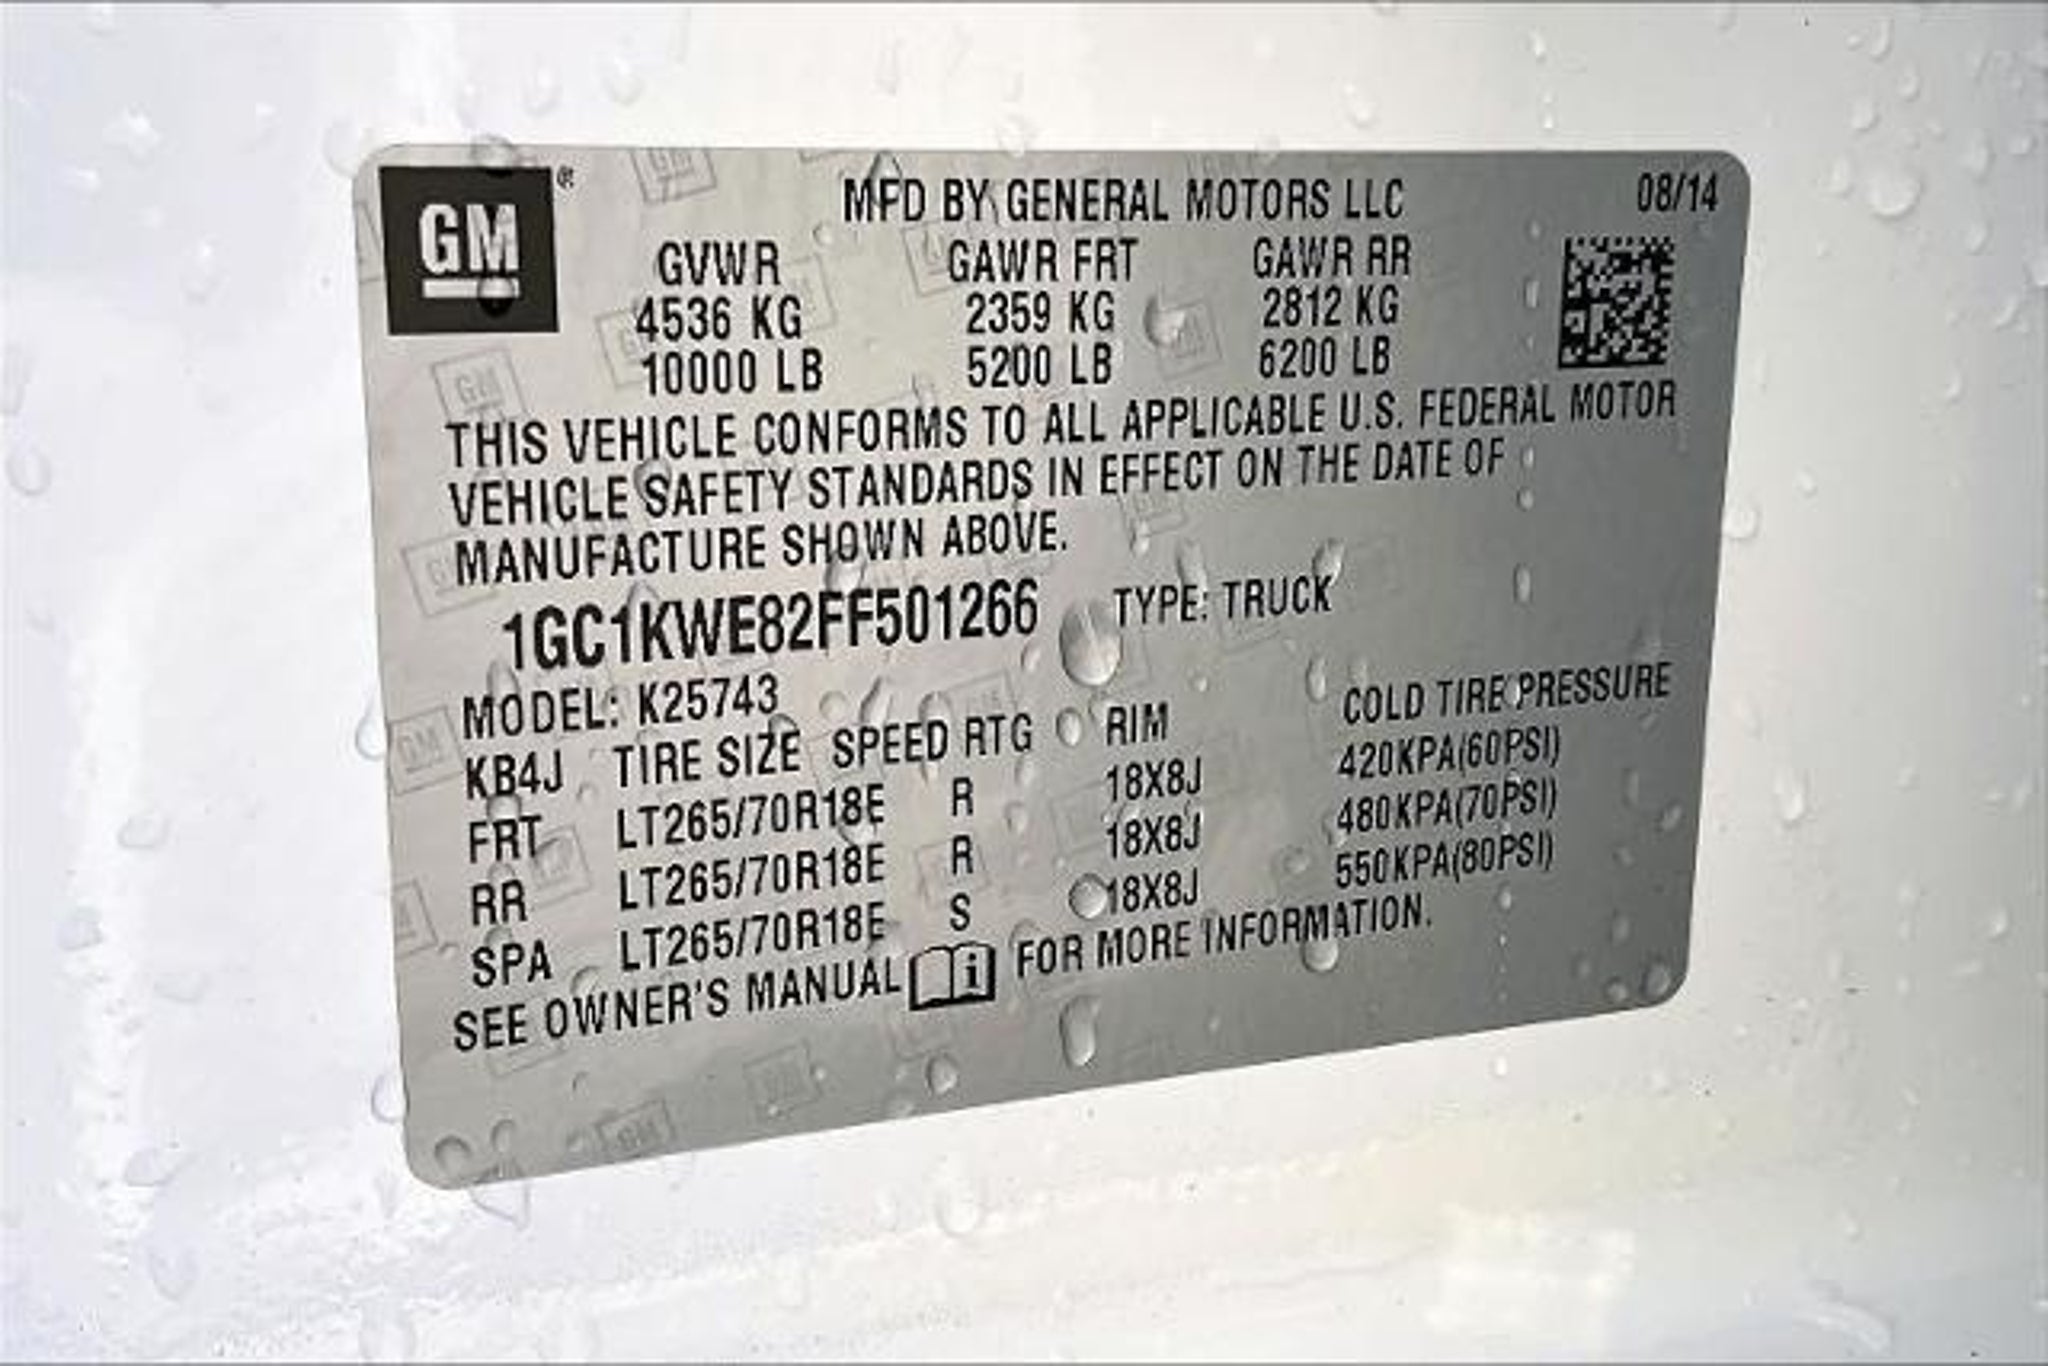 GM®
MFD BY GENERAL MOTORS LLC 08/14
GVWR GAWR FRT GAWR RR
4536 KG 2359 KG 2812 KG
10000 LB 5200 LB 6200 LB
THIS VEHICLE CONFORMS TO ALL APPLICABLE U.S. FEDERAL MOTOR
VEHICLE SAFETY STANDARDS IN EFFECT ON THE DATE OF
MANUFACTURE SHOWN ABOVE.
1GC1KWE82FF501266 TYPE: TRUCK
MODEL: K25743
KB4J TIRE SIZE SPEED RTG RIM COLD TIRE PRESSURE
FRT LT265/70R18E R 18X8J 420KPA(60PSI)
RR LT265/70R18E R 18X8J 480KPA(70PSI)
SPA LT265/70R18E S 18X8J 550KPA(80PSI)
SEE OWNER'S MANUAL FOR MORE INFORMATION.